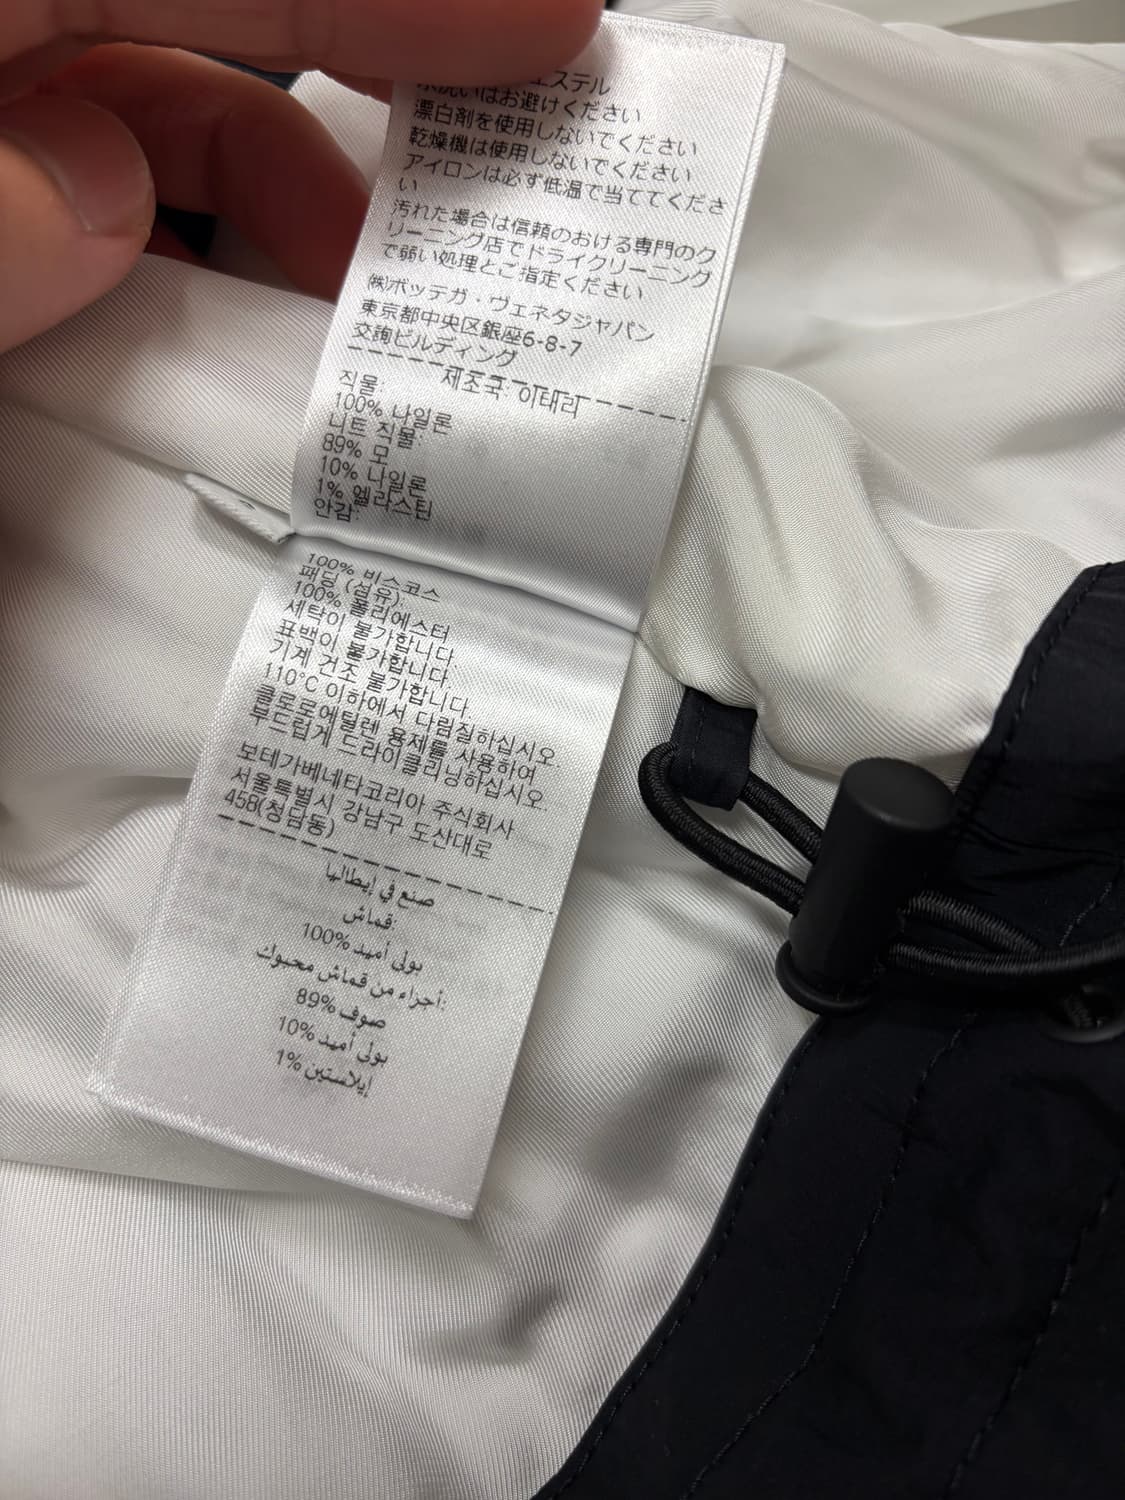 エステル
水洗いはお避けください
漂白剤を使用しないでください
乾燥機は使用しないでください
アイロンは必ず低温で当ててくださ
い
汚れた場合は信頼のおける専門のク
リーニング店でドライクリーニング
で弱い処理とご指定ください
㈱ボッテガ・ヴェネタジャパン
東京都中央区銀座6-8-7
交詢ビルディング
제조국: 이태리
직물:
100% 나일론
니트 직물:
89% 모
10% 나일론
1% 엘라스틴
안감:
100% 비스코스
패딩 (섬유):
100% 폴리에스터
세탁이 불가합니다.
표백이 불가합니다.
기계 건조 불가합니다.
110°C 이하에서 다림질하십시오
클로로에틸렌 용제를 사용하여
부드럽게 드라이클리닝하십시오.
보테가베네타코리아 주식회사
서울특별시 강남구 도산대로
458(청담동)
صنع في إيطاليا
قماش:
بولى أميد %100
أجزاء من قماش محبوك:
صوف %89
بولى أميد %10
إيلاستين %1